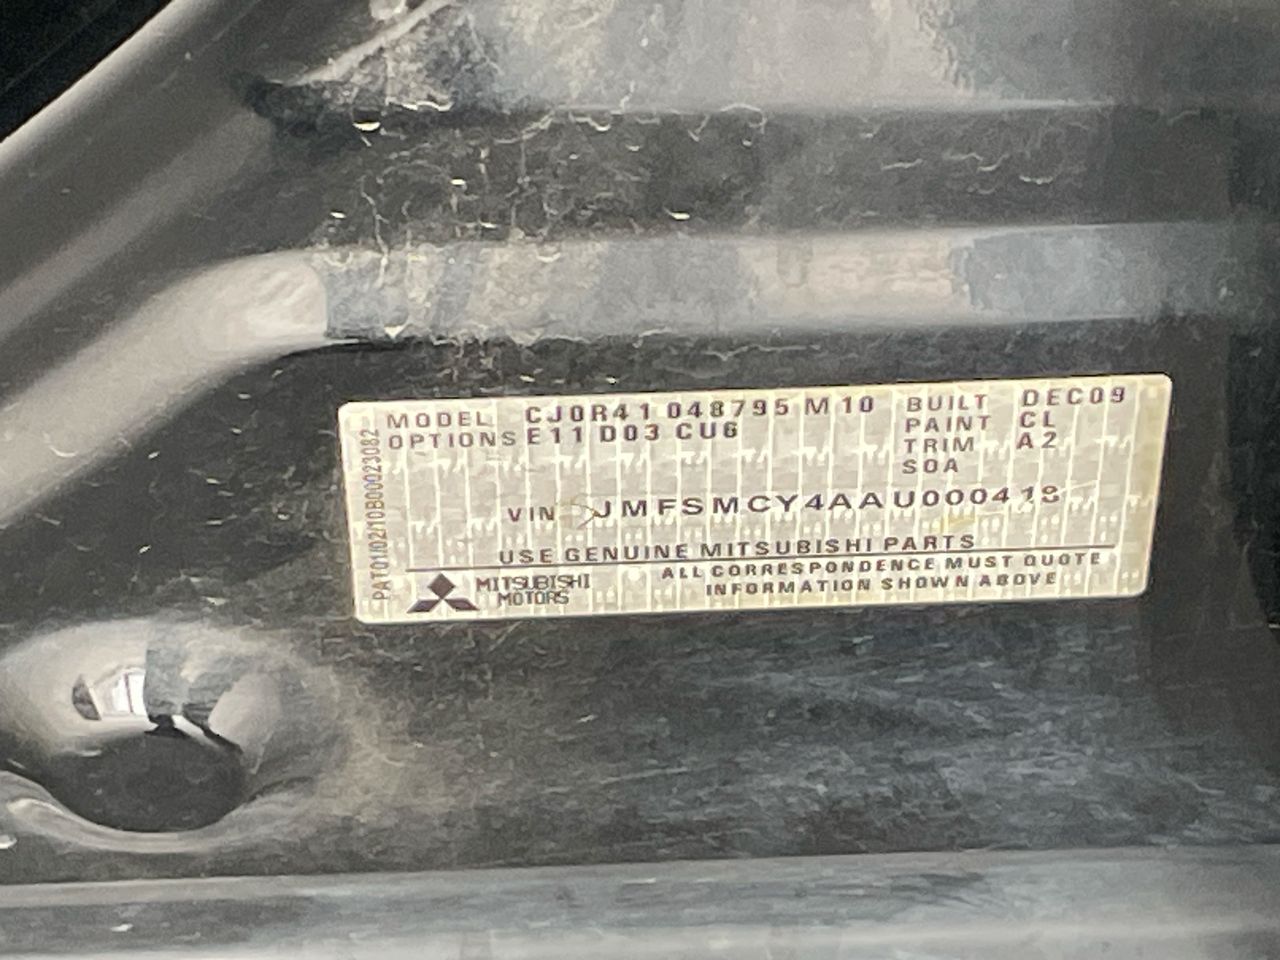 MODEL CJ0R41 048795 M10
OPTIONS E11 D03 CU6
BUILT DEC09
PAINT CL
TRIM A2
SOA
VIN JMFSMCY4AAU000418
USE GENUINE MITSUBISHI PARTS
MITSUBISHI
MOTORS
ALL CORRESPONDENCE MUST QUOTE
INFORMATION SHOWN ABOVE
PAT01/02/10B00023082